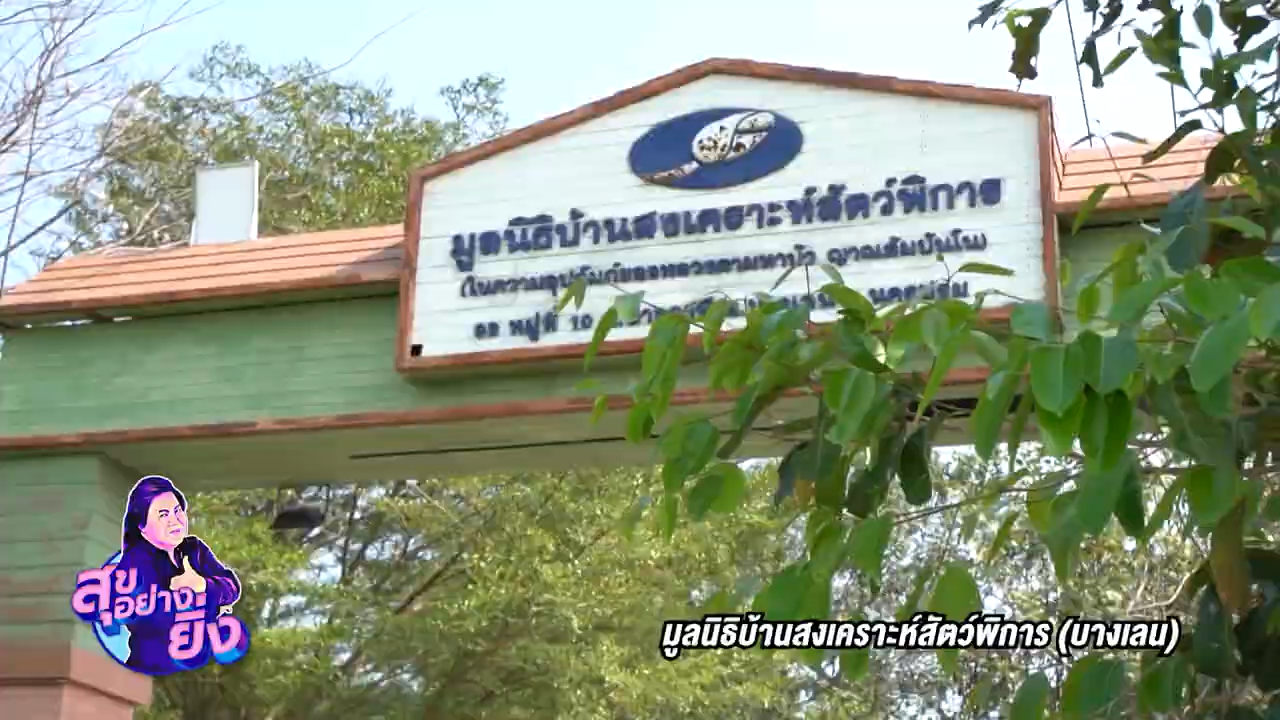 มูลนิธิบ้านสงเคราะห์สัตว์พิการ
(ในความอุปถัมภ์ของหลวงตามหาบัว ญาณสัมปันโน)
หมู่ที่ 10
สุขอย่างยิ่ง
มูลนิธิบ้านสงเคราะห์สัตว์พิการ (บางเลน)